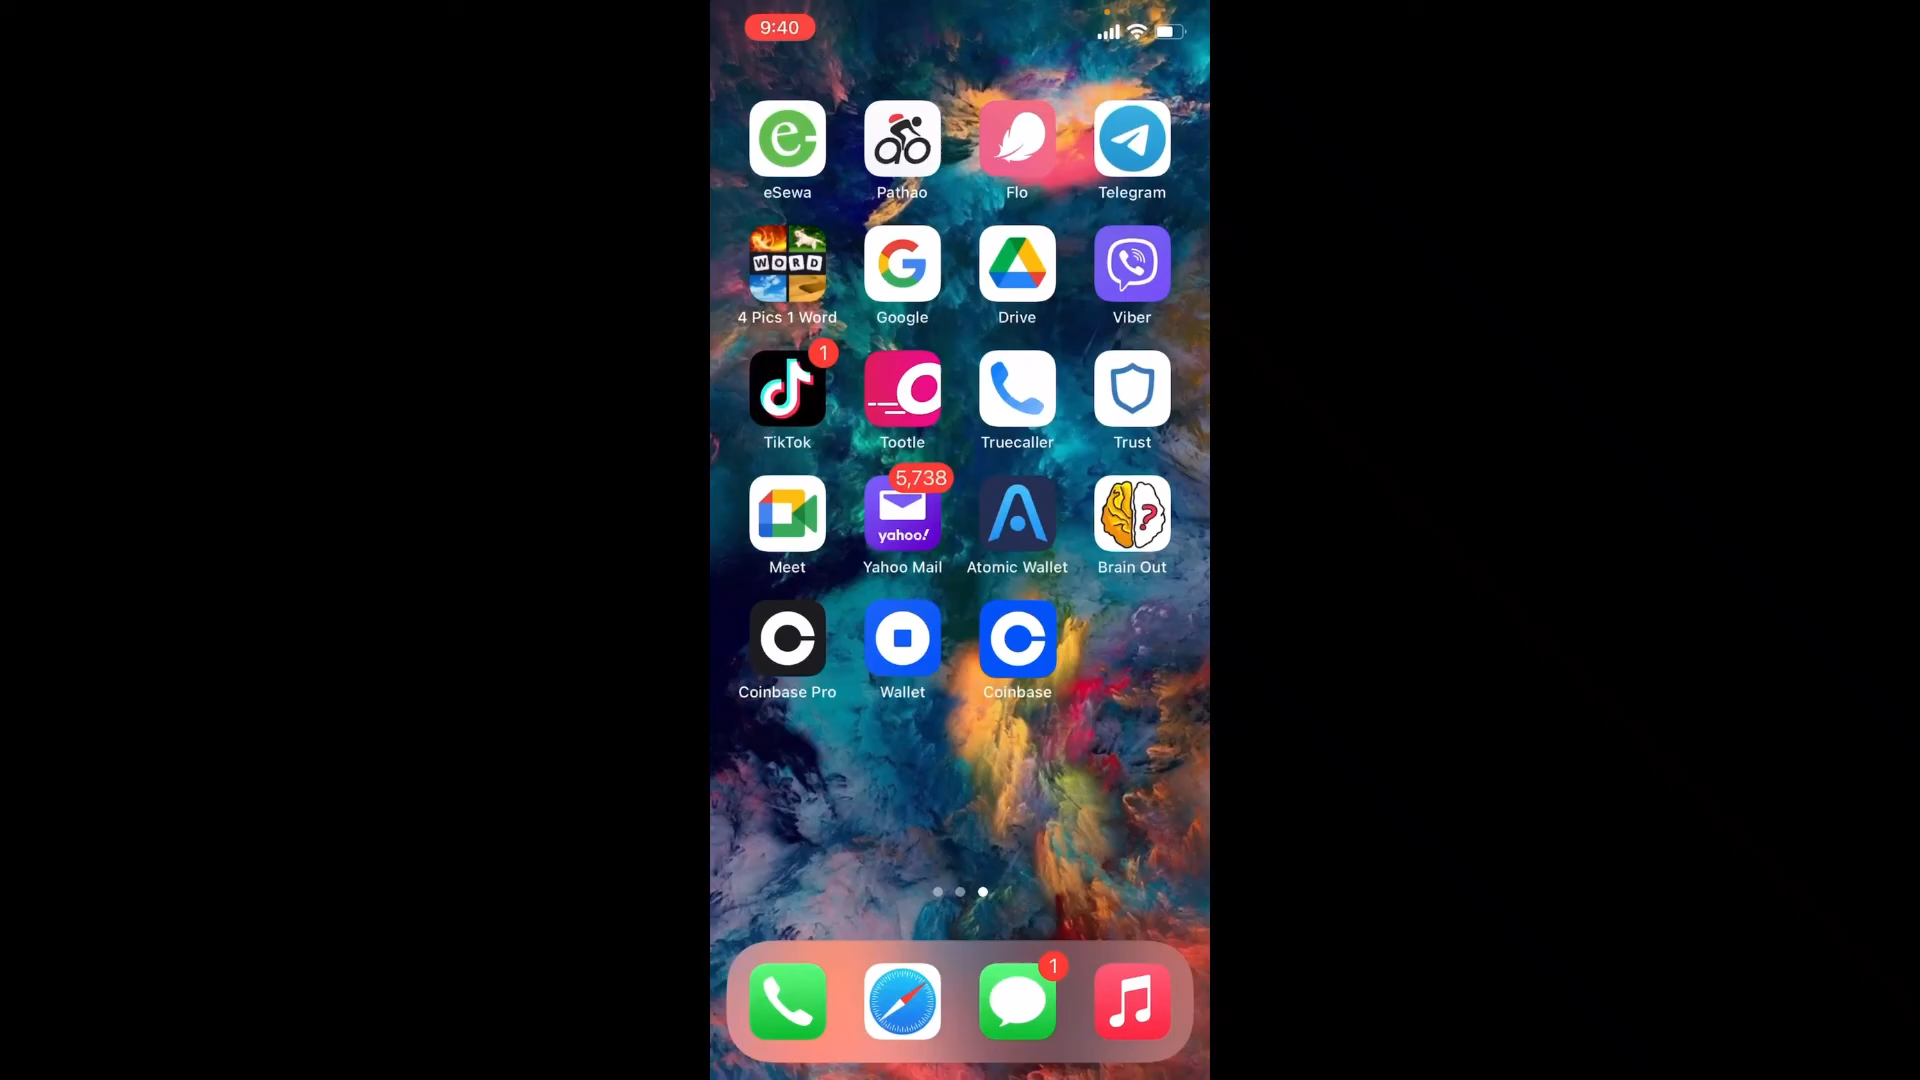 9:40
eSewa Pathao Flo Telegram
WORD
4 Pics 1 Word Google Drive Viber
1
TikTok Tootle Truecaller Trust
5,738
yahoo!
Meet Yahoo Mail Atomic Wallet Brain Out
Coinbase Pro Wallet Coinbase
1